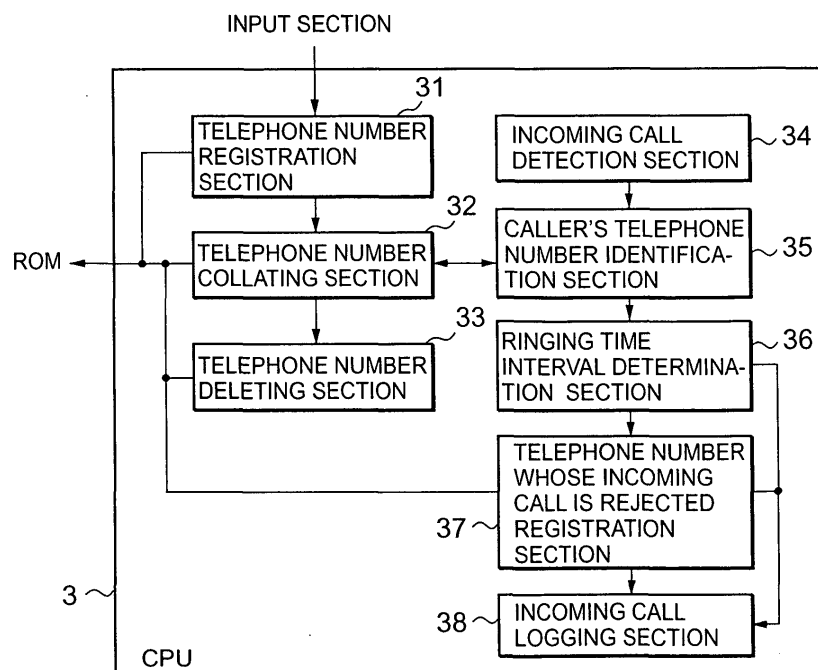 INPUT SECTION
31
TELEPHONE NUMBER
REGISTRATION
SECTION
32
TELEPHONE NUMBER
COLLATING SECTION
ROM
33
TELEPHONE NUMBER
DELETING SECTION
INCOMING CALL
DETECTION SECTION
34
CALLER'S TELEPHONE
NUMBER IDENTIFICA-
TION SECTION
35
RINGING TIME
INTERVAL DETERMINA-
TION SECTION
36
TELEPHONE NUMBER
WHOSE INCOMING
CALL IS REJECTED
REGISTRATION
SECTION
37
INCOMING CALL
LOGGING SECTION
38
3
CPU